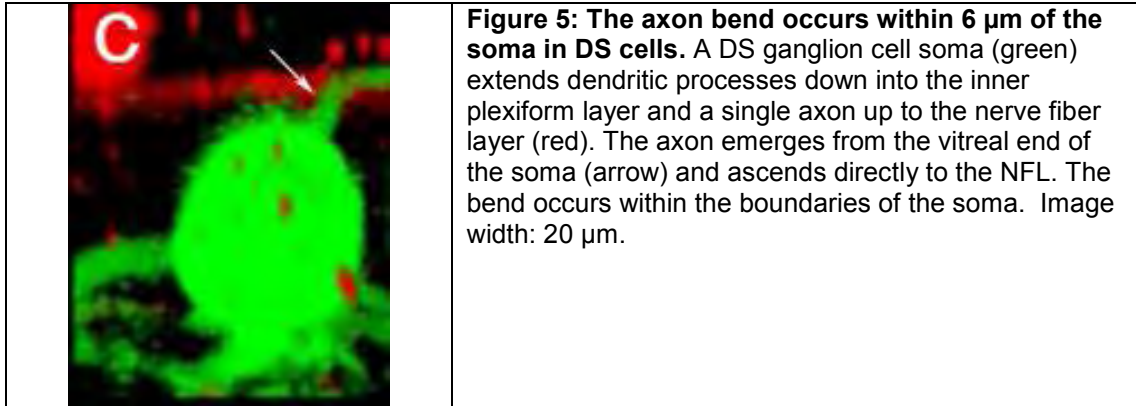 C
Figure 5: The axon bend occurs within 6 µm of the
soma in DS cells. A DS ganglion cell soma (green)
extends dendritic processes down into the inner
plexiform layer and a single axon up to the nerve fiber
layer (red). The axon emerges from the vitreal end of
the soma (arrow) and ascends directly to the NFL. The
bend occurs within the boundaries of the soma.  Image
width: 20 µm.